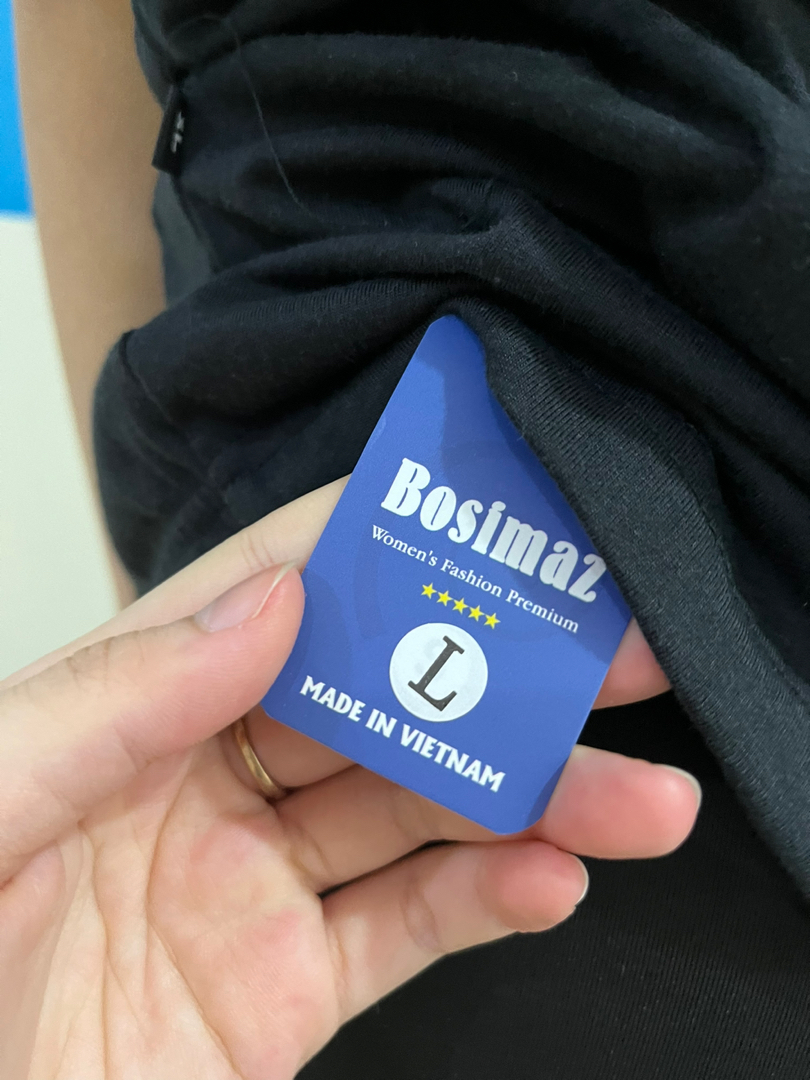 Bosimaz
Women's Fashion Premium
L
MADE IN VIETNAM